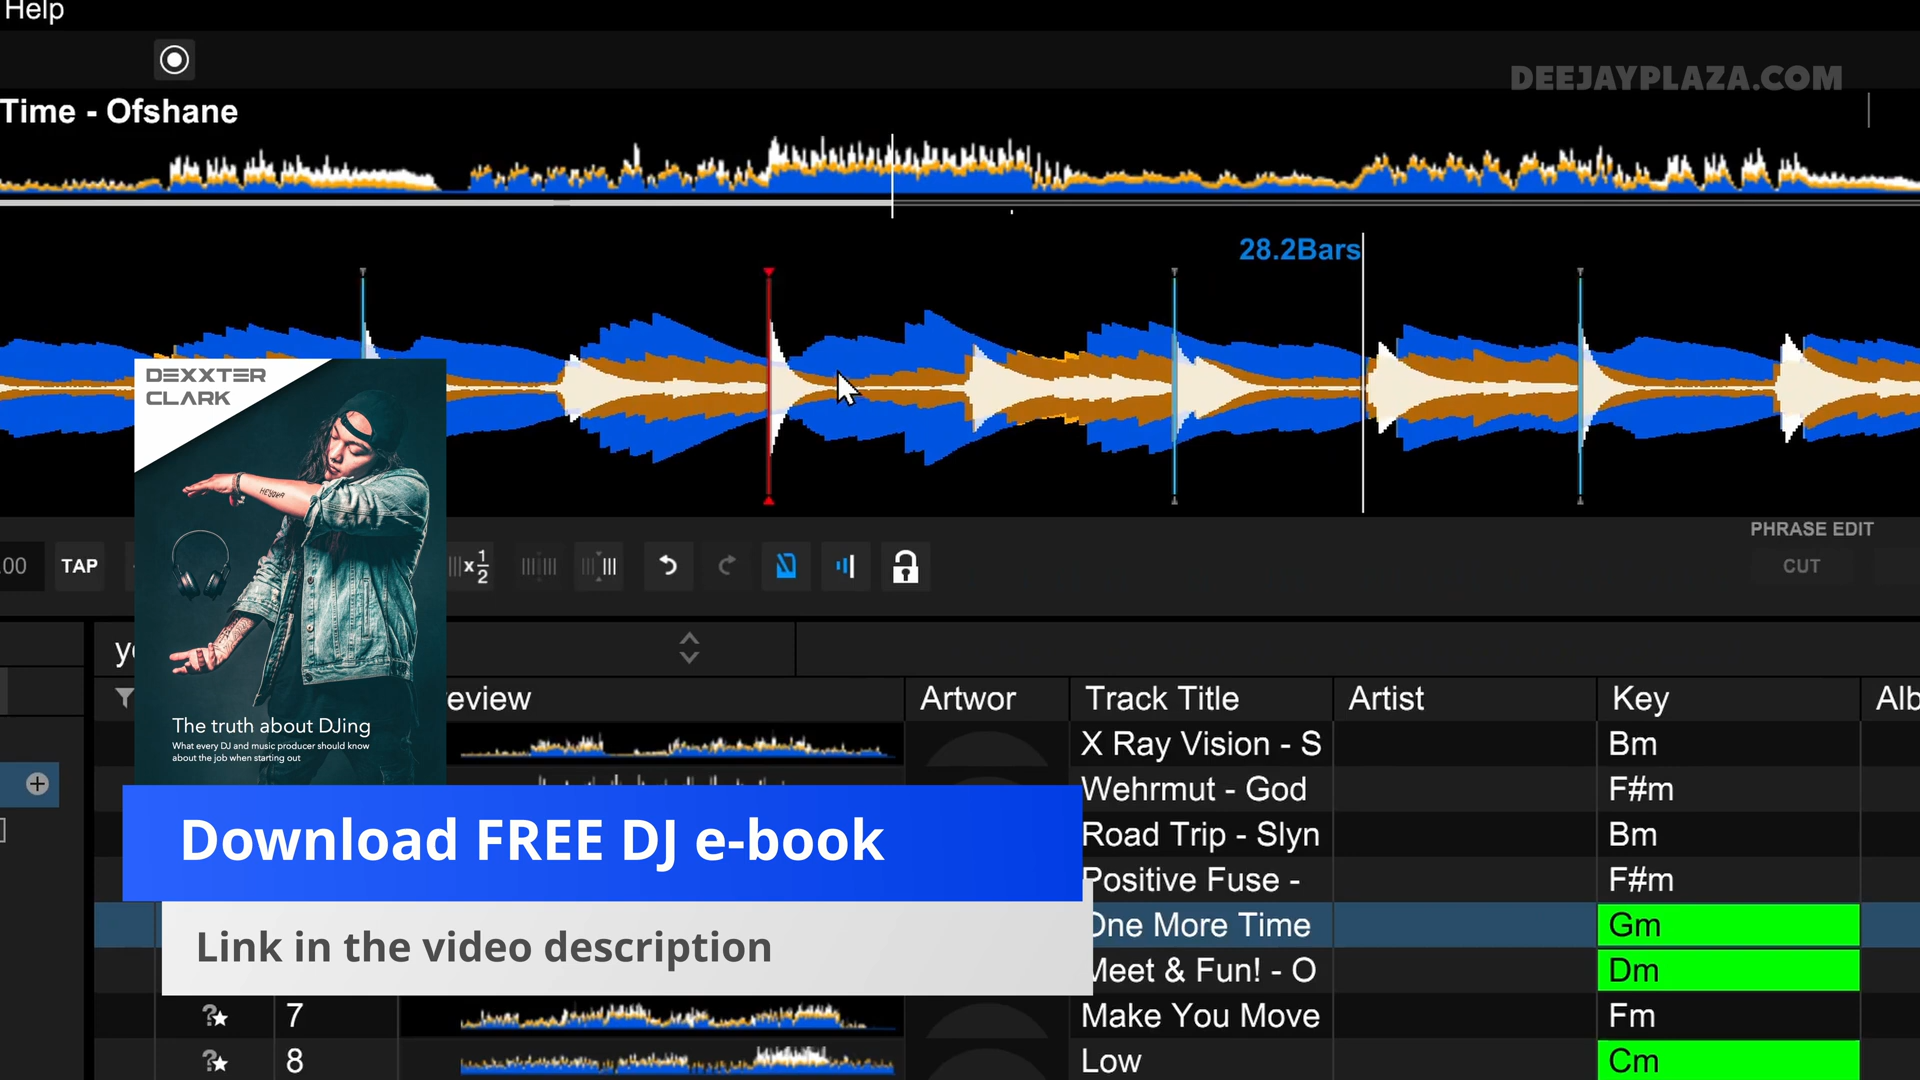 Help
DEEJAYPLAZA.COM
Time - Ofshane
28.2Bars
DEXXTER
CLARK
HEYDAY
PHRASE EDIT
.00
TAP
x 1/2
CUT
The truth about DJing
What every DJ and music producer should know
about the job when starting out
eview
Artwor
Track Title
Artist
Key
Alb
X Ray Vision - S
Bm
Wehrmut - God
F#m
Road Trip - Slyn
Bm
Positive Fuse -
F#m
One More Time
Gm
Meet & Fun! - O
Dm
7
Make You Move
Fm
8
Low
Cm
Download FREE DJ e-book
Link in the video description